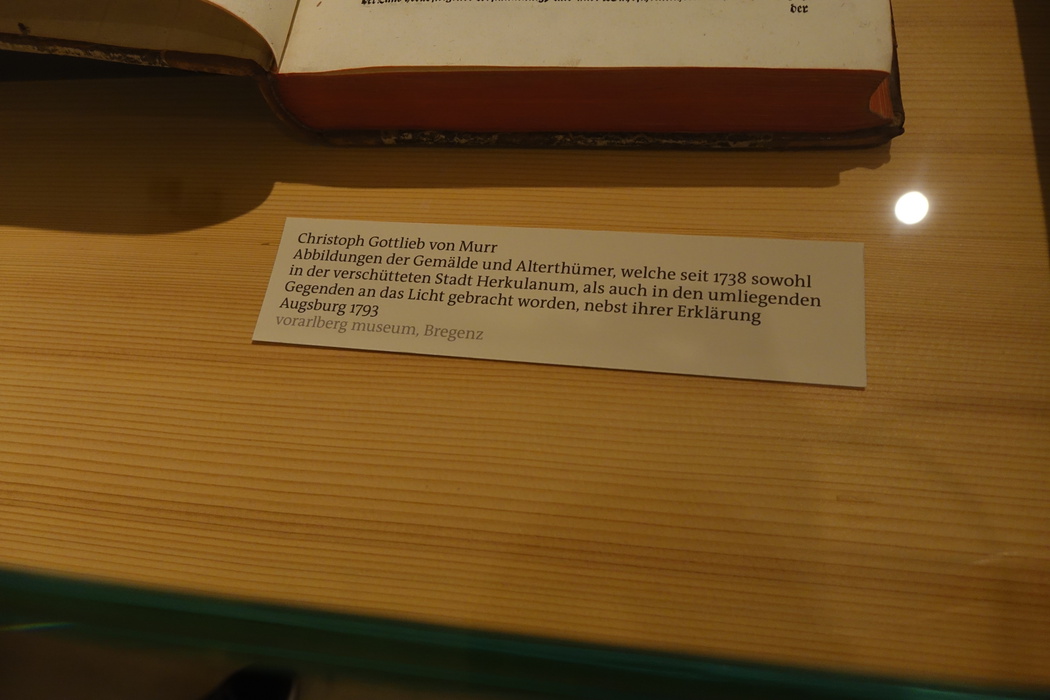 der
Christoph Gottlieb von Murr
Abbildungen der Gemälde und Alterthümer, welche seit 1738 sowohl
in der verschütteten Stadt Herkulanum, als auch in den umliegenden
Gegenden an das Licht gebracht worden, nebst ihrer Erklärung
Augsburg 1793
vorarlberg museum, Bregenz